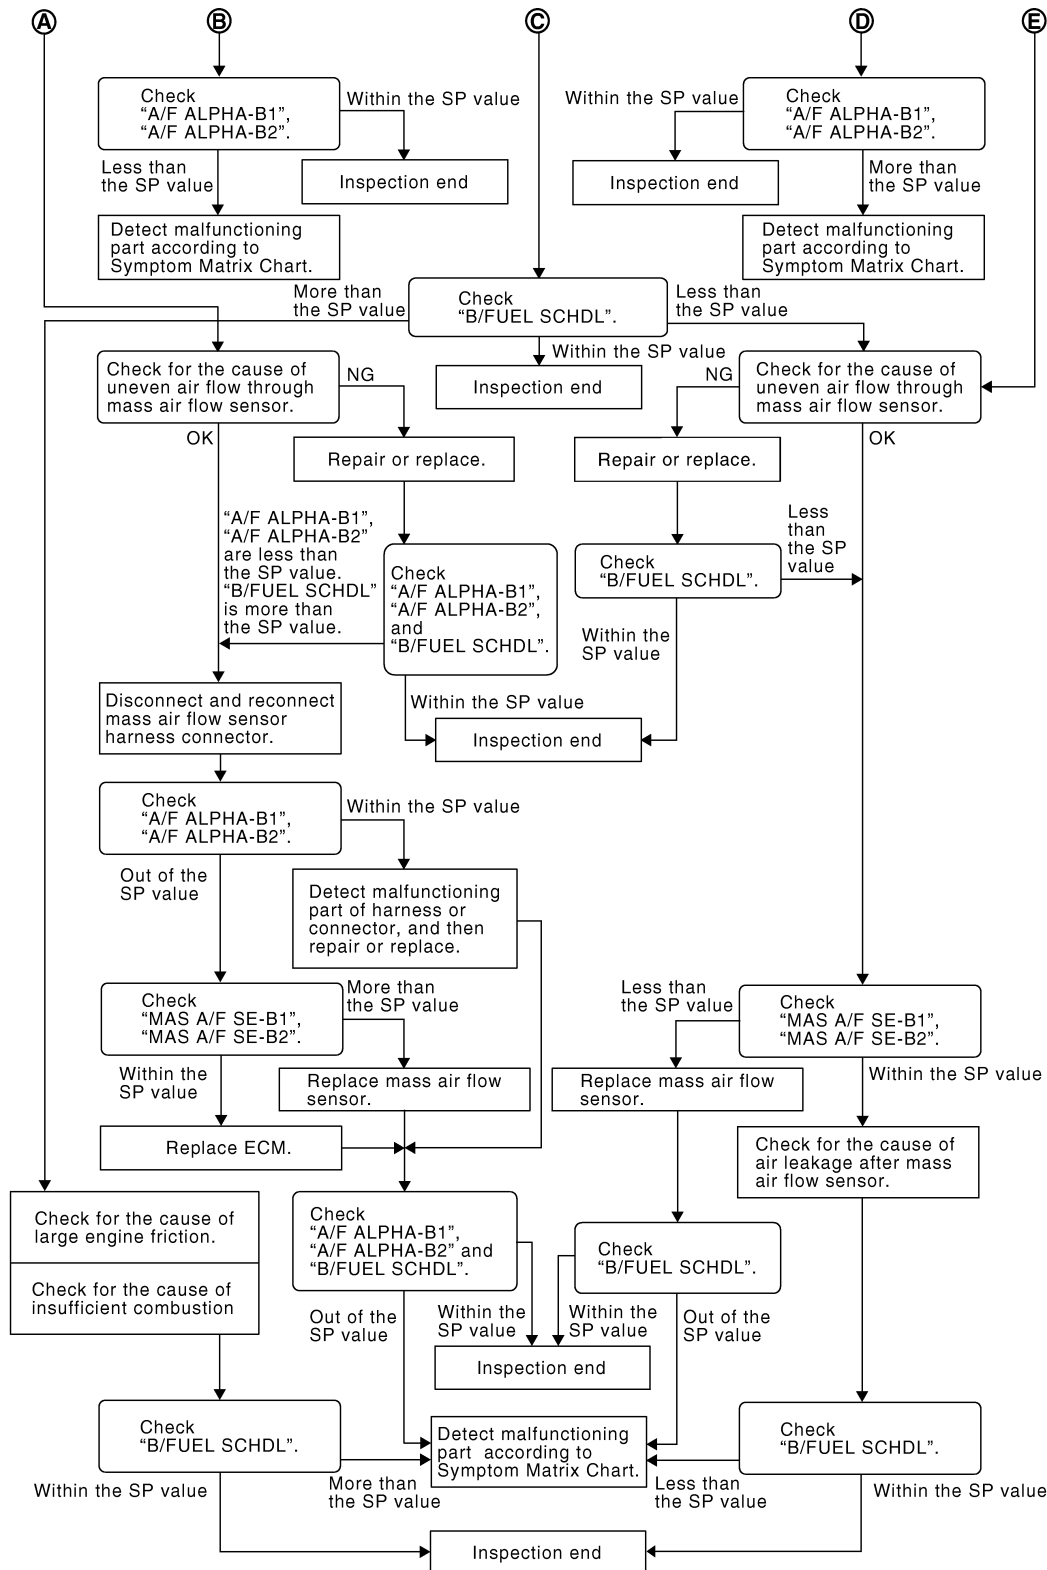 A
B
C
D
E
Check
“A/F ALPHA-B1”,
“A/F ALPHA-B2”.
Within the SP value
Within the SP value
Check
“A/F ALPHA-B1”,
“A/F ALPHA-B2”.
Less than
the SP value
Inspection end
Inspection end
More than
the SP value
Detect malfunctioning
part according to
Symptom Matrix Chart.
Detect malfunctioning
part according to
Symptom Matrix Chart.
More than
the SP value
Check
“B/FUEL SCHDL”.
Less than
the SP value
Within the SP value
Check for the cause of
uneven air flow through
mass air flow sensor.
NG
Inspection end
NG
Check for the cause of
uneven air flow through
mass air flow sensor.
OK
OK
Repair or replace.
Repair or replace.
“A/F ALPHA-B1”,
“A/F ALPHA-B2”
are less than
the SP value.
“B/FUEL SCHDL”
is more than
the SP value.
Check
“A/F ALPHA-B1”,
“A/F ALPHA-B2”,
and
“B/FUEL SCHDL”.
Check
“B/FUEL SCHDL”.
Less
than
the SP
value
Within the
SP value
Disconnect and reconnect
mass air flow sensor
harness connector.
Within the SP value
Inspection end
Check
“A/F ALPHA-B1”,
“A/F ALPHA-B2”.
Within the SP value
Out of the
SP value
Detect malfunctioning
part of harness or
connector, and then
repair or replace.
Check
“MAS A/F SE-B1”,
“MAS A/F SE-B2”.
More than
the SP value
Less than
the SP value
Check
“MAS A/F SE-B1”,
“MAS A/F SE-B2”.
Within the
SP value
Within the SP value
Replace mass air flow
sensor.
Replace mass air flow
sensor.
Replace ECM.
Check for the cause of
air leakage after mass
air flow sensor.
Check for the cause of
large engine friction.
Check for the cause of
insufficient combustion
Check
“A/F ALPHA-B1”,
“A/F ALPHA-B2” and
“B/FUEL SCHDL”.
Check
“B/FUEL SCHDL”.
Out of the
SP value
Within the
SP value
Within the
SP value
Out of the
SP value
Inspection end
Check
“B/FUEL SCHDL”.
Detect malfunctioning
part according to
Symptom Matrix Chart.
Check
“B/FUEL SCHDL”.
Within the SP value
More than
the SP value
Less than
the SP value
Within the SP value
Inspection end